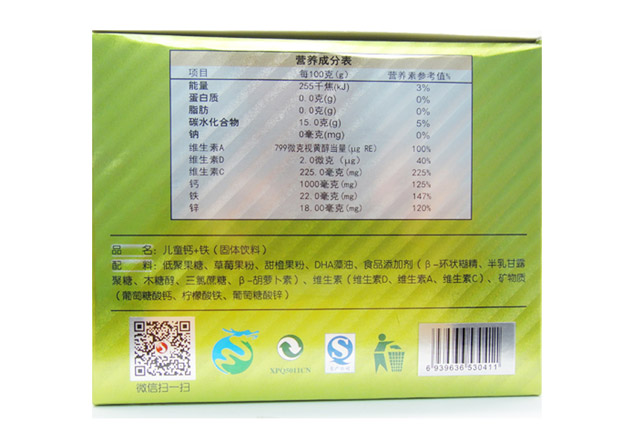 营养成分表
项目 每100克(g) 营养素参考值%
能量 255千焦(kJ) 3%
蛋白质 0.0克(g) 0%
脂肪 0.0克(g) 0%
碳水化合物 15.0克(g) 5%
钠 0毫克(mg) 0%
维生素A 799微克视黄醇当量(μg RE) 100%
维生素D 2.0微克(μg) 40%
维生素C 225.0毫克(mg) 225%
钙 1000毫克(mg) 125%
铁 22.0毫克(mg) 147%
锌 18.00毫克(mg) 120%
品 名：儿童钙+铁（固体饮料）
配 料：低聚果糖、草莓果粉、甜橙果粉、DHA藻油、食品添加剂（β-环状糊精、半乳甘露
聚糖、木糖醇、三氯蔗糖、β-胡萝卜素）、维生素（维生素D、维生素A、维生素C）、矿物质
（葡萄糖酸钙、柠檬酸铁、葡萄糖酸锌）
微信扫一扫
XPQ5011CN
QS
6 939636 530411